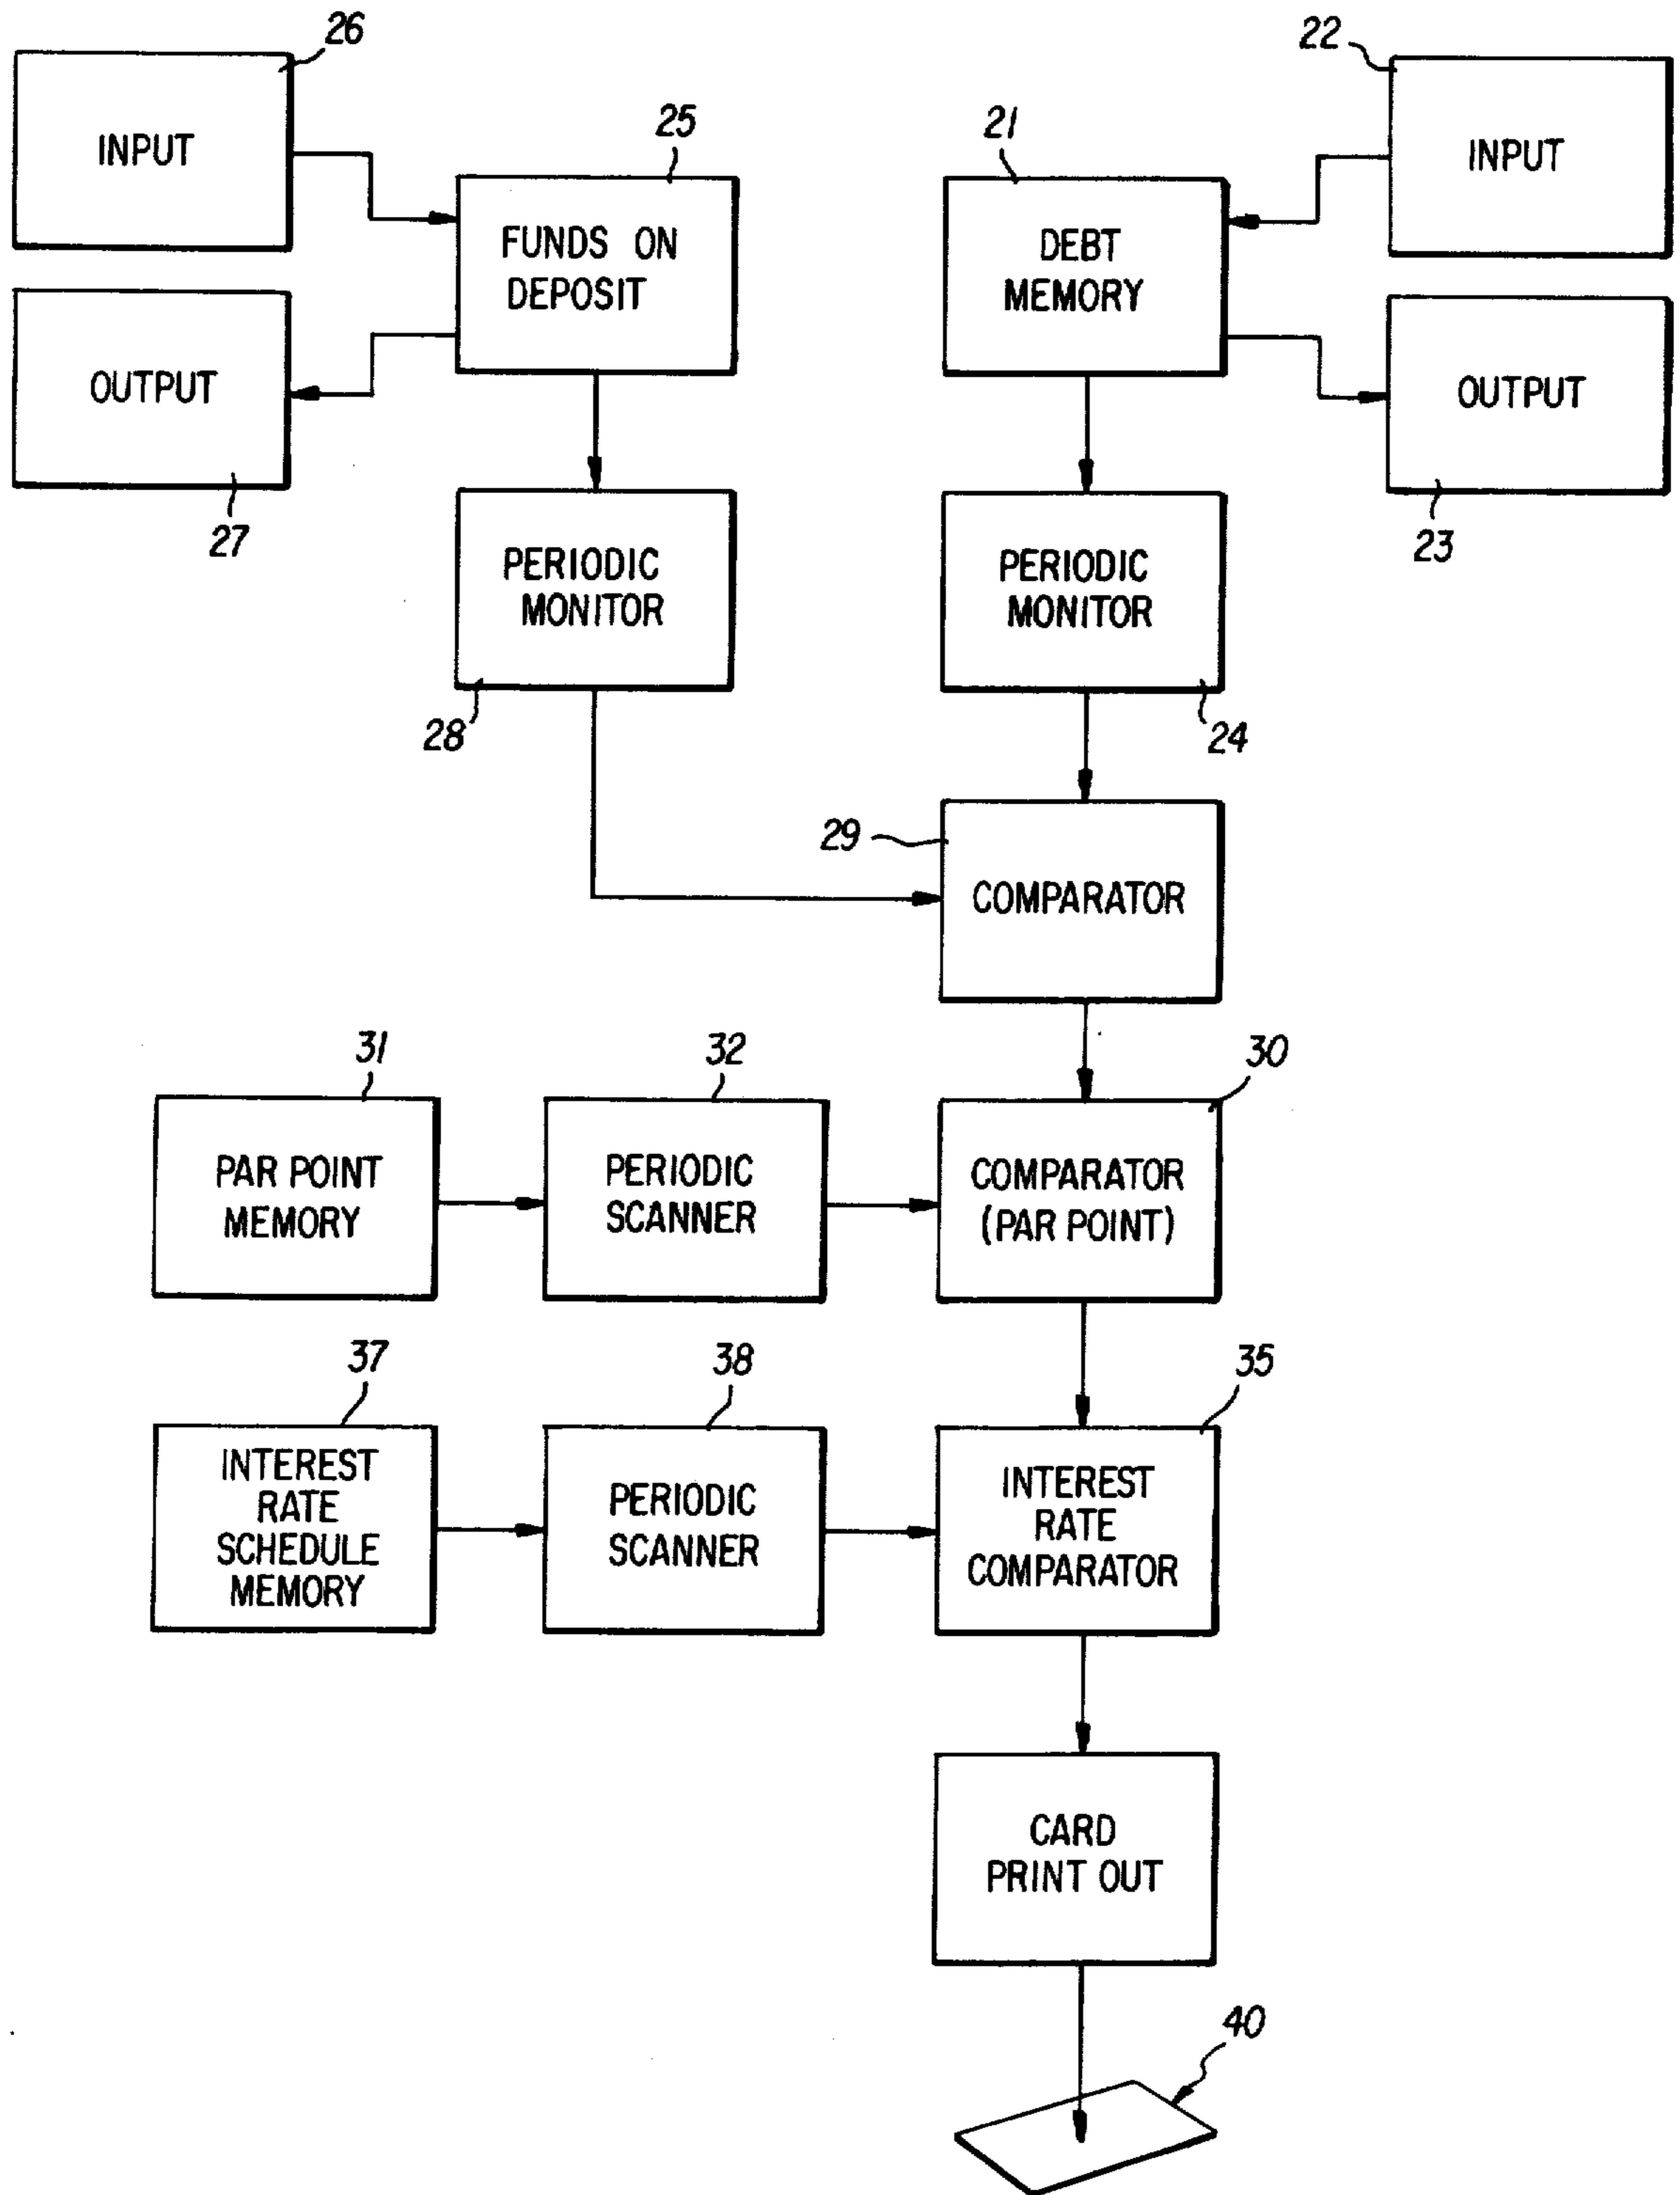 26
22
INPUT
25
21
INPUT
FUNDS ON
DEPOSIT
DEBT
MEMORY
OUTPUT
OUTPUT
27
23
PERIODIC
MONITOR
PERIODIC
MONITOR
28
24
29
COMPARATOR
31
32
30
PAR POINT
MEMORY
PERIODIC
SCANNER
COMPARATOR
(PAR POINT)
37
38
35
INTEREST
RATE
SCHEDULE
MEMORY
PERIODIC
SCANNER
INTEREST
RATE
COMPARATOR
CARD
PRINT OUT
40